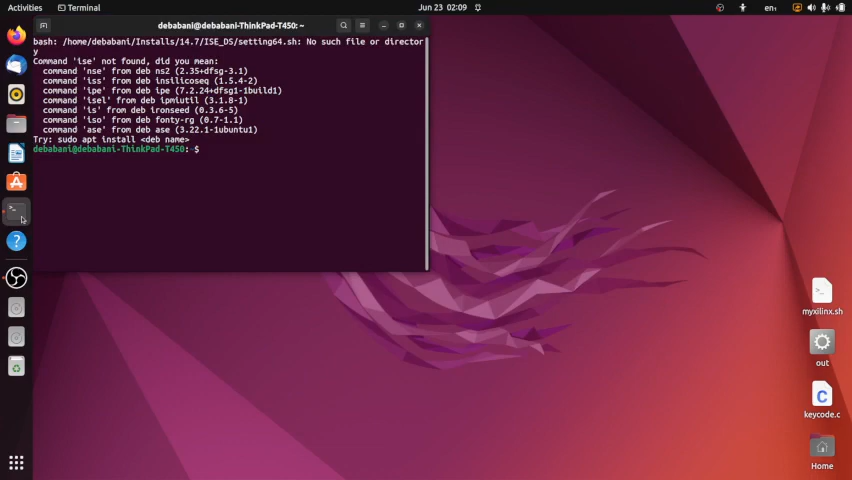 Activities
Terminal
Jun 23 02:09
en₁
debabani@debabani-ThinkPad-T450: ~
bash: /home/debabani/Installs/14.7/ISE_DS/setting64.sh: No such file or director
y
Command 'ise' not found, did you mean:
command 'nse' from deb ns2 (2.35+dfsg-3.1)
command 'iss' from deb insilicoseq (1.5.4-2)
command 'ipe' from deb ipe (7.2.24+dfsg1-1build1)
command 'isel' from deb ipmiutil (3.1.8-1)
command 'is' from deb ironseed (0.3.6-5)
command 'iso' from deb fonty-rg (0.7-1.1)
command 'ase' from deb ase (3.22.1-1ubuntu1)
Try: sudo apt install <deb name>
debabani@debabani-ThinkPad-T450:~$
myxilinx.sh
out
keycode.c
Home